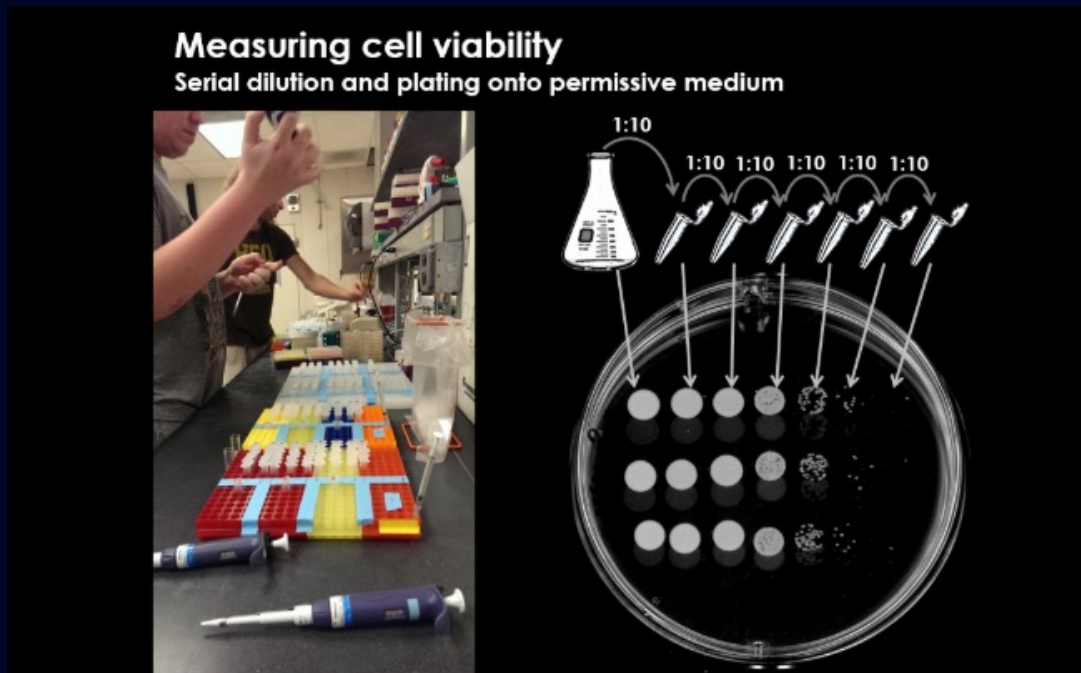 Measuring cell viability
Serial dilution and plating onto permissive medium
1:10
1:10 1:10 1:10 1:10 1:10